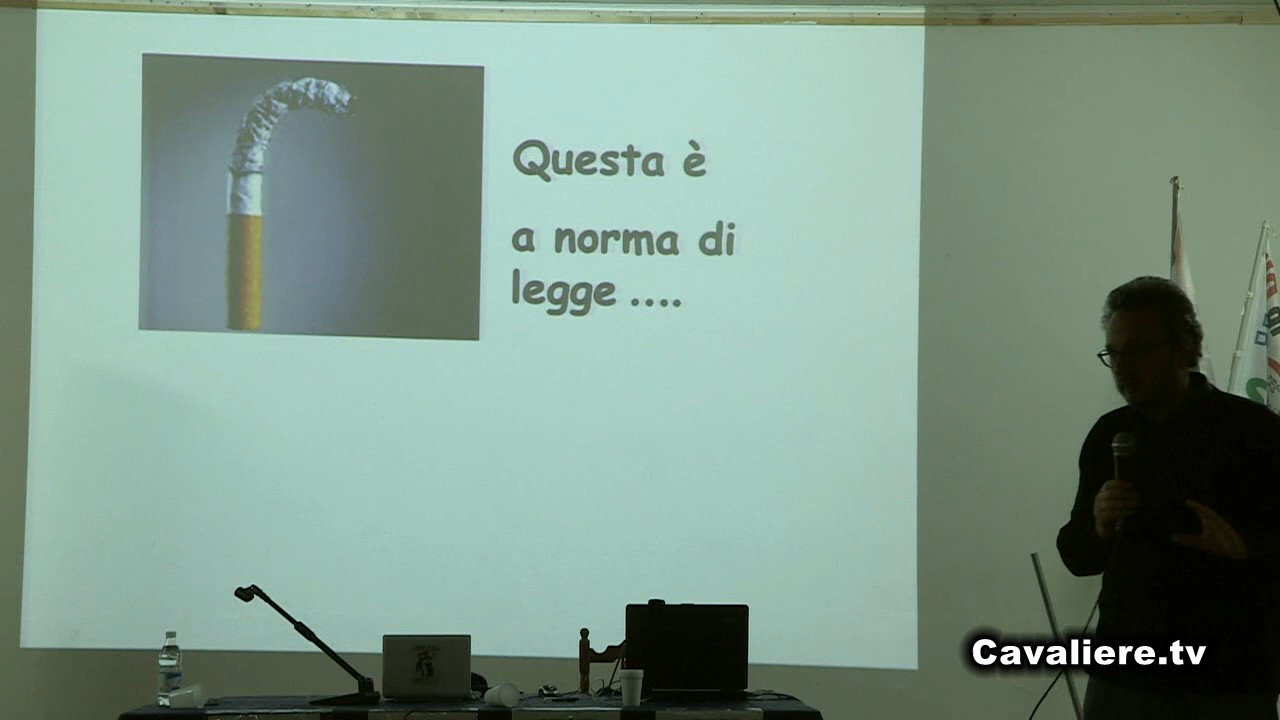 Questa è
a norma di
legge ....
Cavaliere.tv